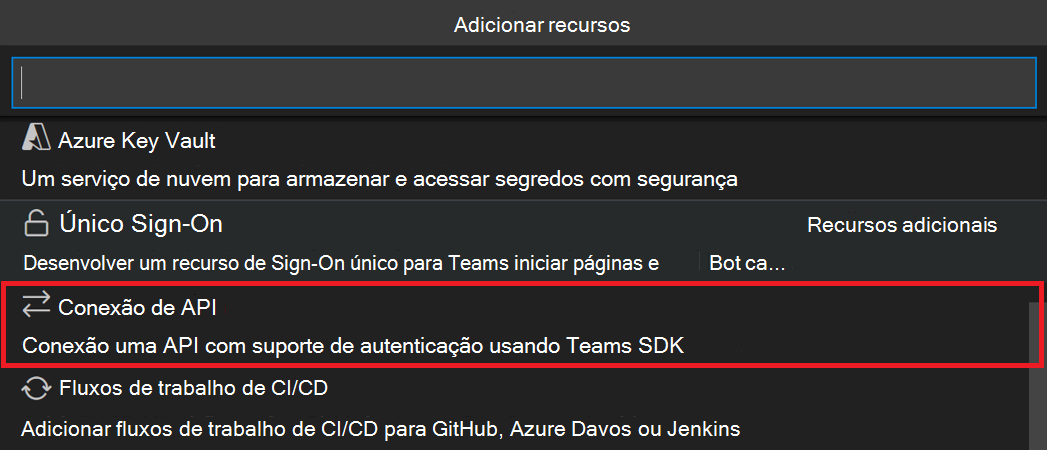 Adicionar recursos
Azure Key Vault
Um serviço de nuvem para armazenar e acessar segredos com segurança
Único Sign-On
Recursos adicionais
Desenvolver um recurso de Sign-On único para Teams iniciar páginas e
Bot ca...
Conexão de API
Conexão uma API com suporte de autenticação usando Teams SDK
Fluxos de trabalho de CI/CD
Adicionar fluxos de trabalho de CI/CD para GitHub, Azure Davos ou Jenkins